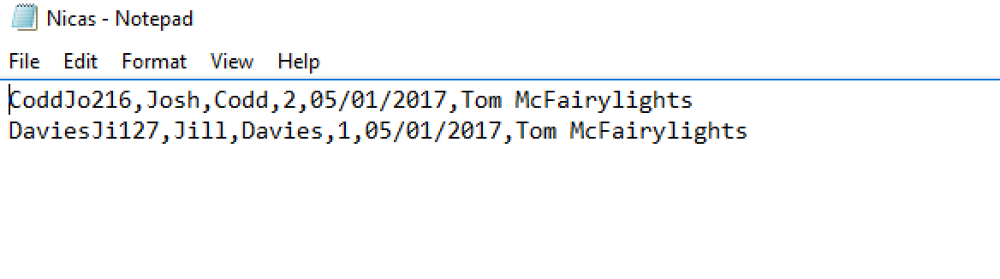 Nicas - Notepad
File Edit Format View Help
CoddJo216,Josh,Codd,2,05/01/2017,Tom McFairylights
DaviesJi127,Jill,Davies,1,05/01/2017,Tom McFairylights